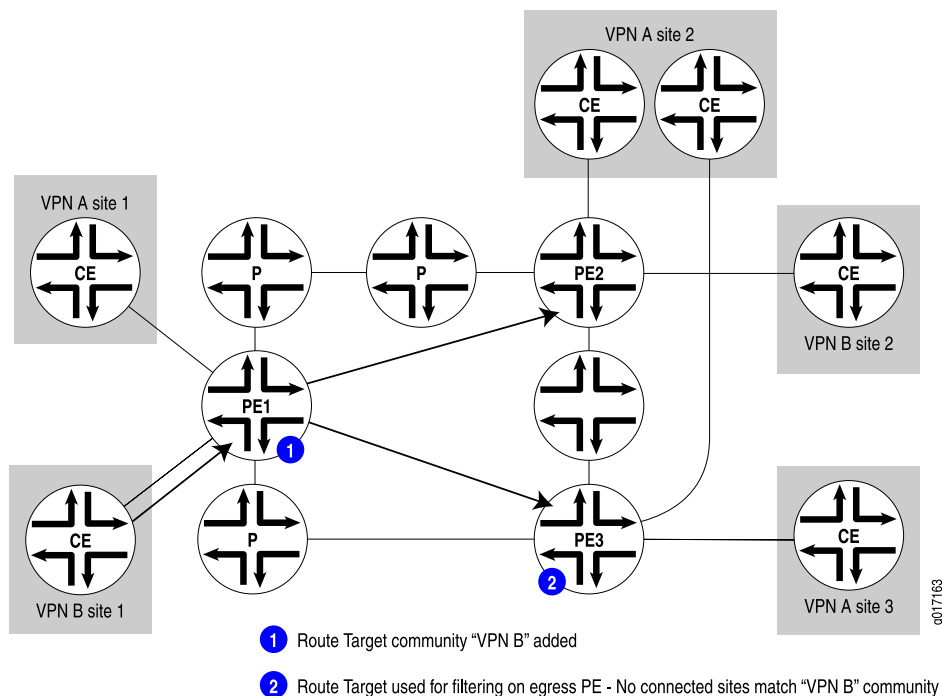 VPN A site 2
CE
CE
VPN A site 1
CE
P
P
PE2
CE
VPN B site 2
PE1
1
CE
VPN B site 1
P
PE3
2
CE
VPN A site 3
g017163
1 Route Target community “VPN B” added
2 Route Target used for filtering on egress PE - No connected sites match “VPN B” community